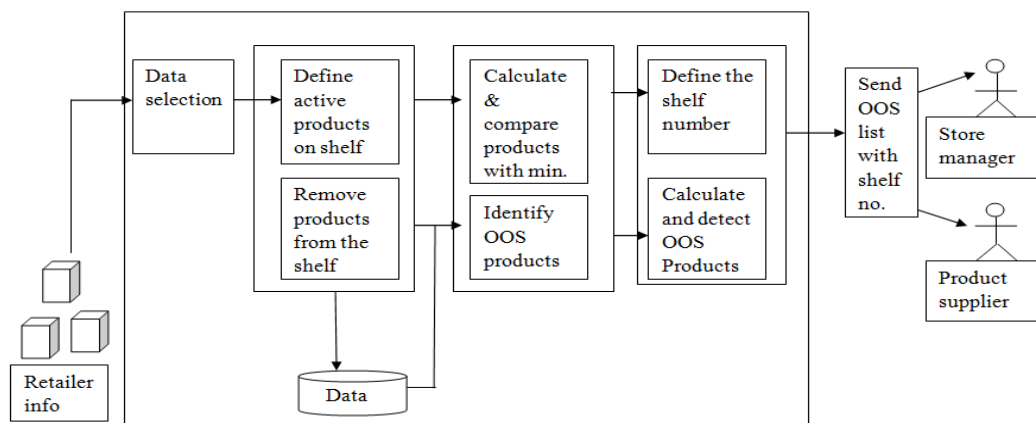 Data
selection
Define
active
products
on shelf
Remove
products
from the
shelf
Calculate
&
compare
products
with min.
Identify
OOS
products
Define the
shelf
number
Calculate
and detect
OOS
Products
Send
OOS
list
with
shelf
no.
Store
manager
Product
supplier
Retailer
info
Data